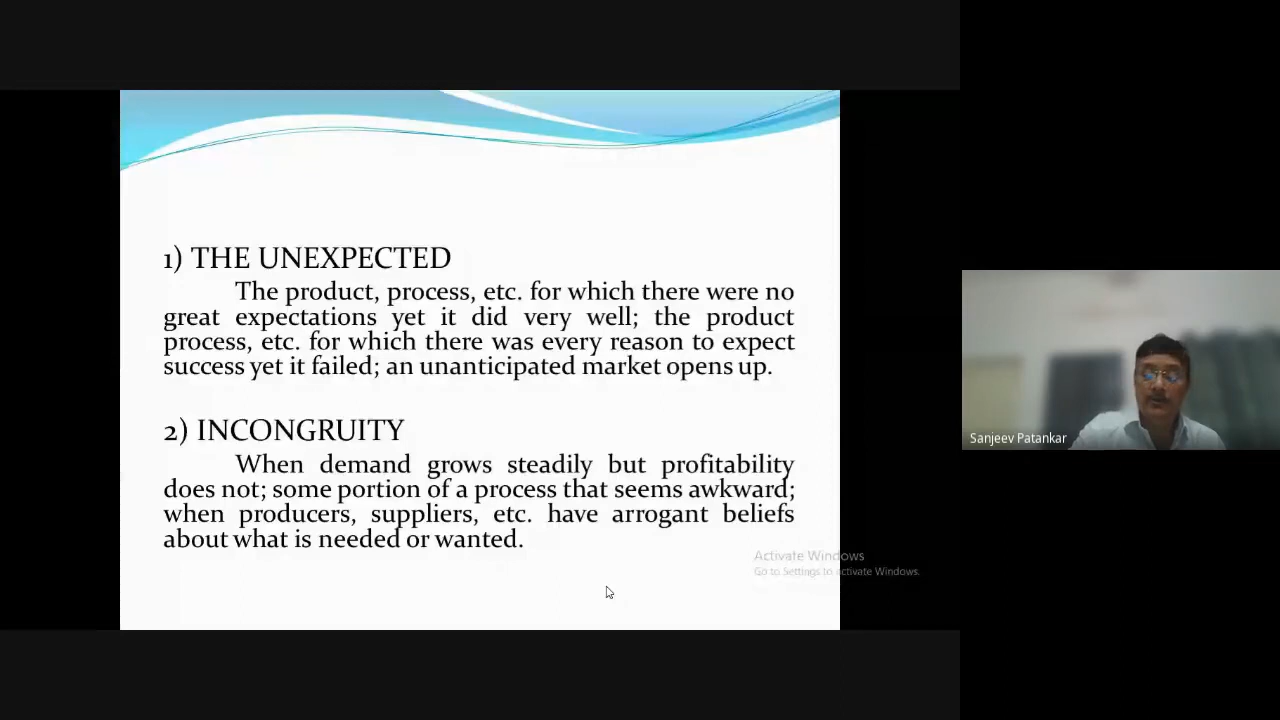 1) THE UNEXPECTED
The product, process, etc. for which there were no
great expectations yet it did very well; the product
process, etc. for which there was every reason to expect
success yet it failed; an unanticipated market opens up.
2) INCONGRUITY
When demand grows steadily but profitability
does not; some portion of a process that seems awkward;
when producers, suppliers, etc. have arrogant beliefs
about what is needed or wanted.
Activate Windows
Go to Settings to activate Windows.
Sanjeev Patankar